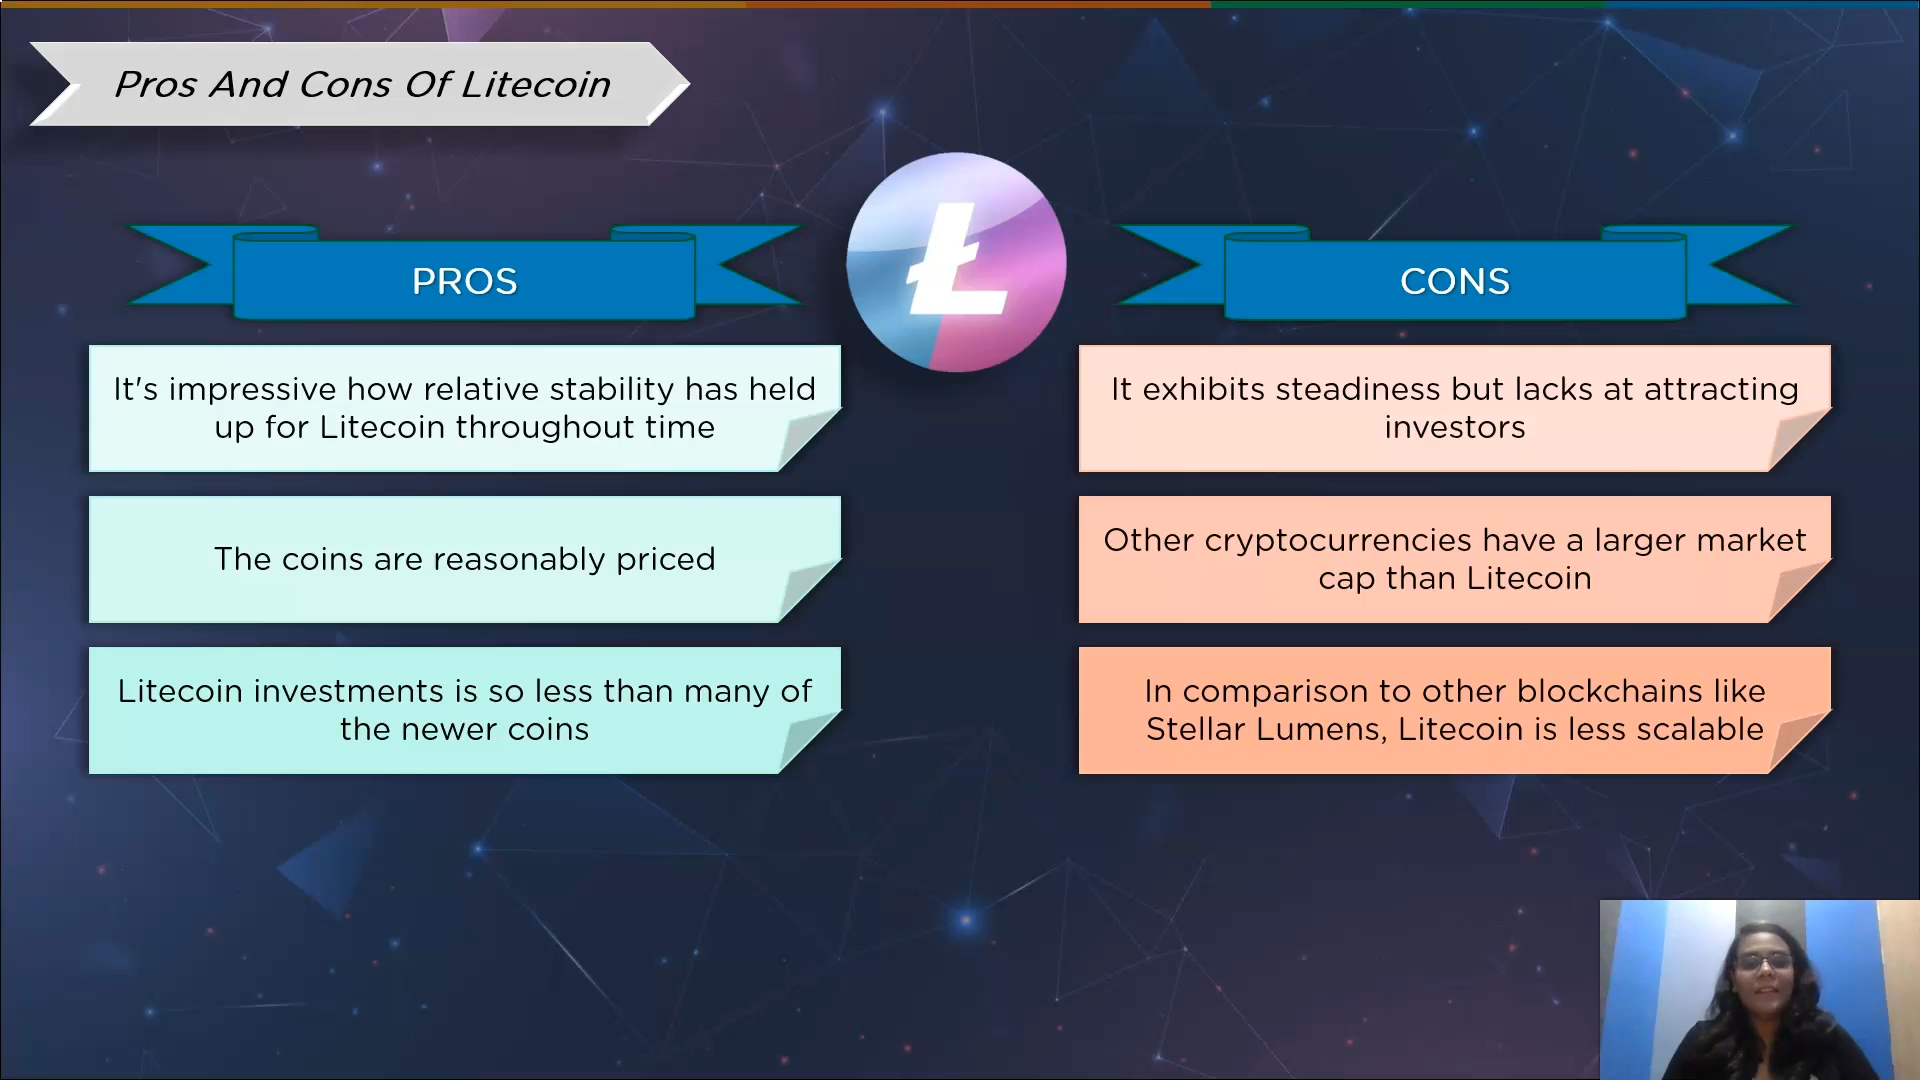 Pros And Cons Of Litecoin
PROS
It's impressive how relative stability has held
up for Litecoin throughout time
The coins are reasonably priced
Litecoin investments is so less than many of
the newer coins
CONS
It exhibits steadiness but lacks at attracting
investors
Other cryptocurrencies have a larger market
cap than Litecoin
In comparison to other blockchains like
Stellar Lumens, Litecoin is less scalable